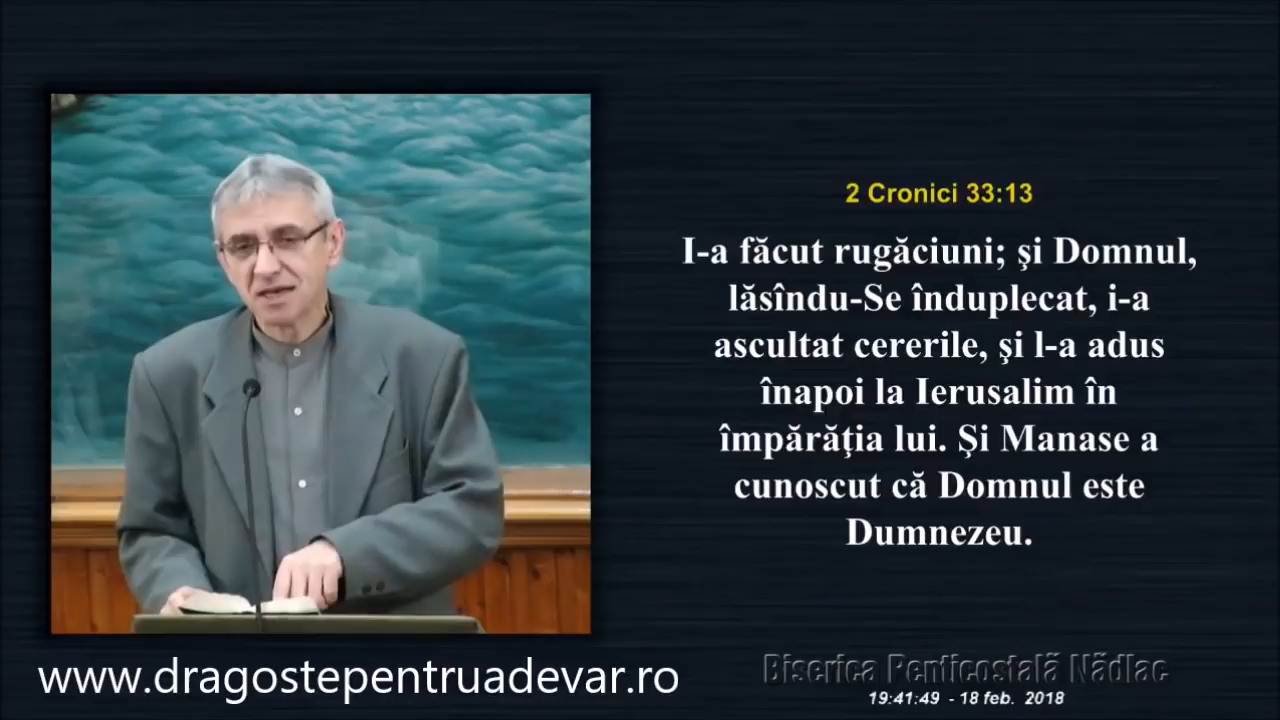 2 Cronici 33:13
I-a făcut rugăciuni; şi Domnul,
lăsîndu-Se înduplecat, i-a
ascultat cererile, şi l-a adus
înapoi la Ierusalim în
împărăţia lui. Şi Manase a
cunoscut că Domnul este
Dumnezeu.
www.dragostepentruadevar.ro
Biserica Penticostală Nădlac
19:41:49 - 18 feb. 2018